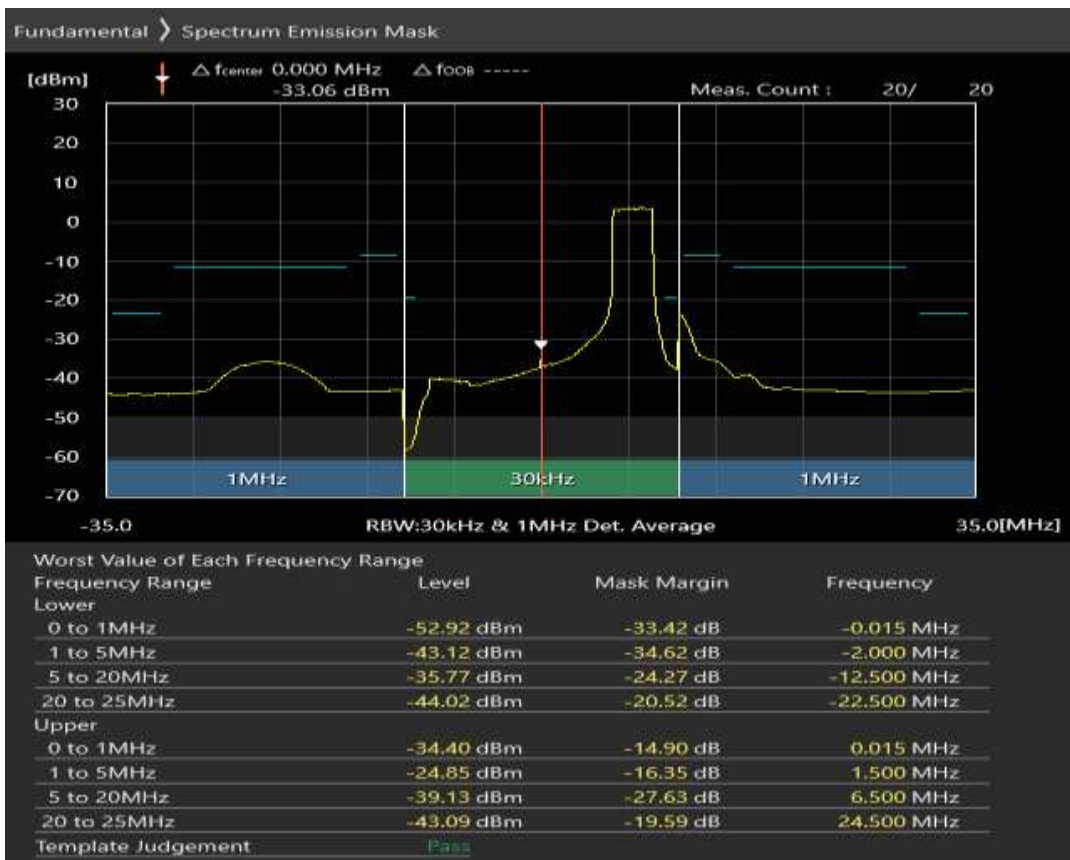 Fundamental ❯ Spectrum Emission Mask
[dBm] △ fcenter 0.000 MHz △ fOOB -----
-33.06 dBm Meas. Count : 20/ 20
30
20
10
0
-10
-20
-30
-40
-50
-60
-70
1MHz 30kHz 1MHz
-35.0 RBW:30kHz & 1MHz Det. Average 35.0[MHz]
Worst Value of Each Frequency Range
Frequency Range Level Mask Margin Frequency
Lower
0 to 1MHz -52.92 dBm -33.42 dB -0.015 MHz
1 to 5MHz -43.12 dBm -34.62 dB -2.000 MHz
5 to 20MHz -35.77 dBm -24.27 dB -12.500 MHz
20 to 25MHz -44.02 dBm -20.52 dB -22.500 MHz
Upper
0 to 1MHz -34.40 dBm -14.90 dB 0.015 MHz
1 to 5MHz -24.85 dBm -16.35 dB 1.500 MHz
5 to 20MHz -39.13 dBm -27.63 dB 6.500 MHz
20 to 25MHz -43.09 dBm -19.59 dB 24.500 MHz
Template Judgement Pass